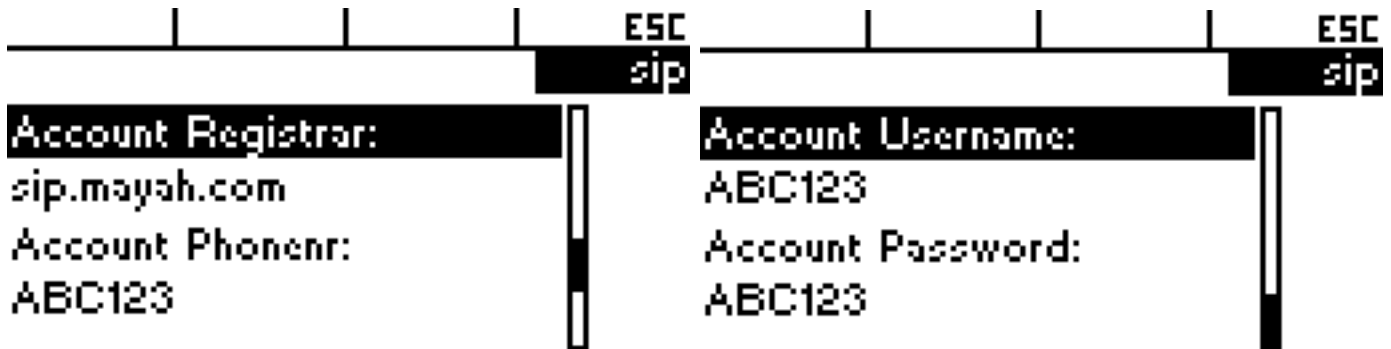 ESC
sip
Account Registrar:
sip.mayah.com
Account Phonenr:
ABC123
ESC
sip
Account Username:
ABC123
Account Password:
ABC123